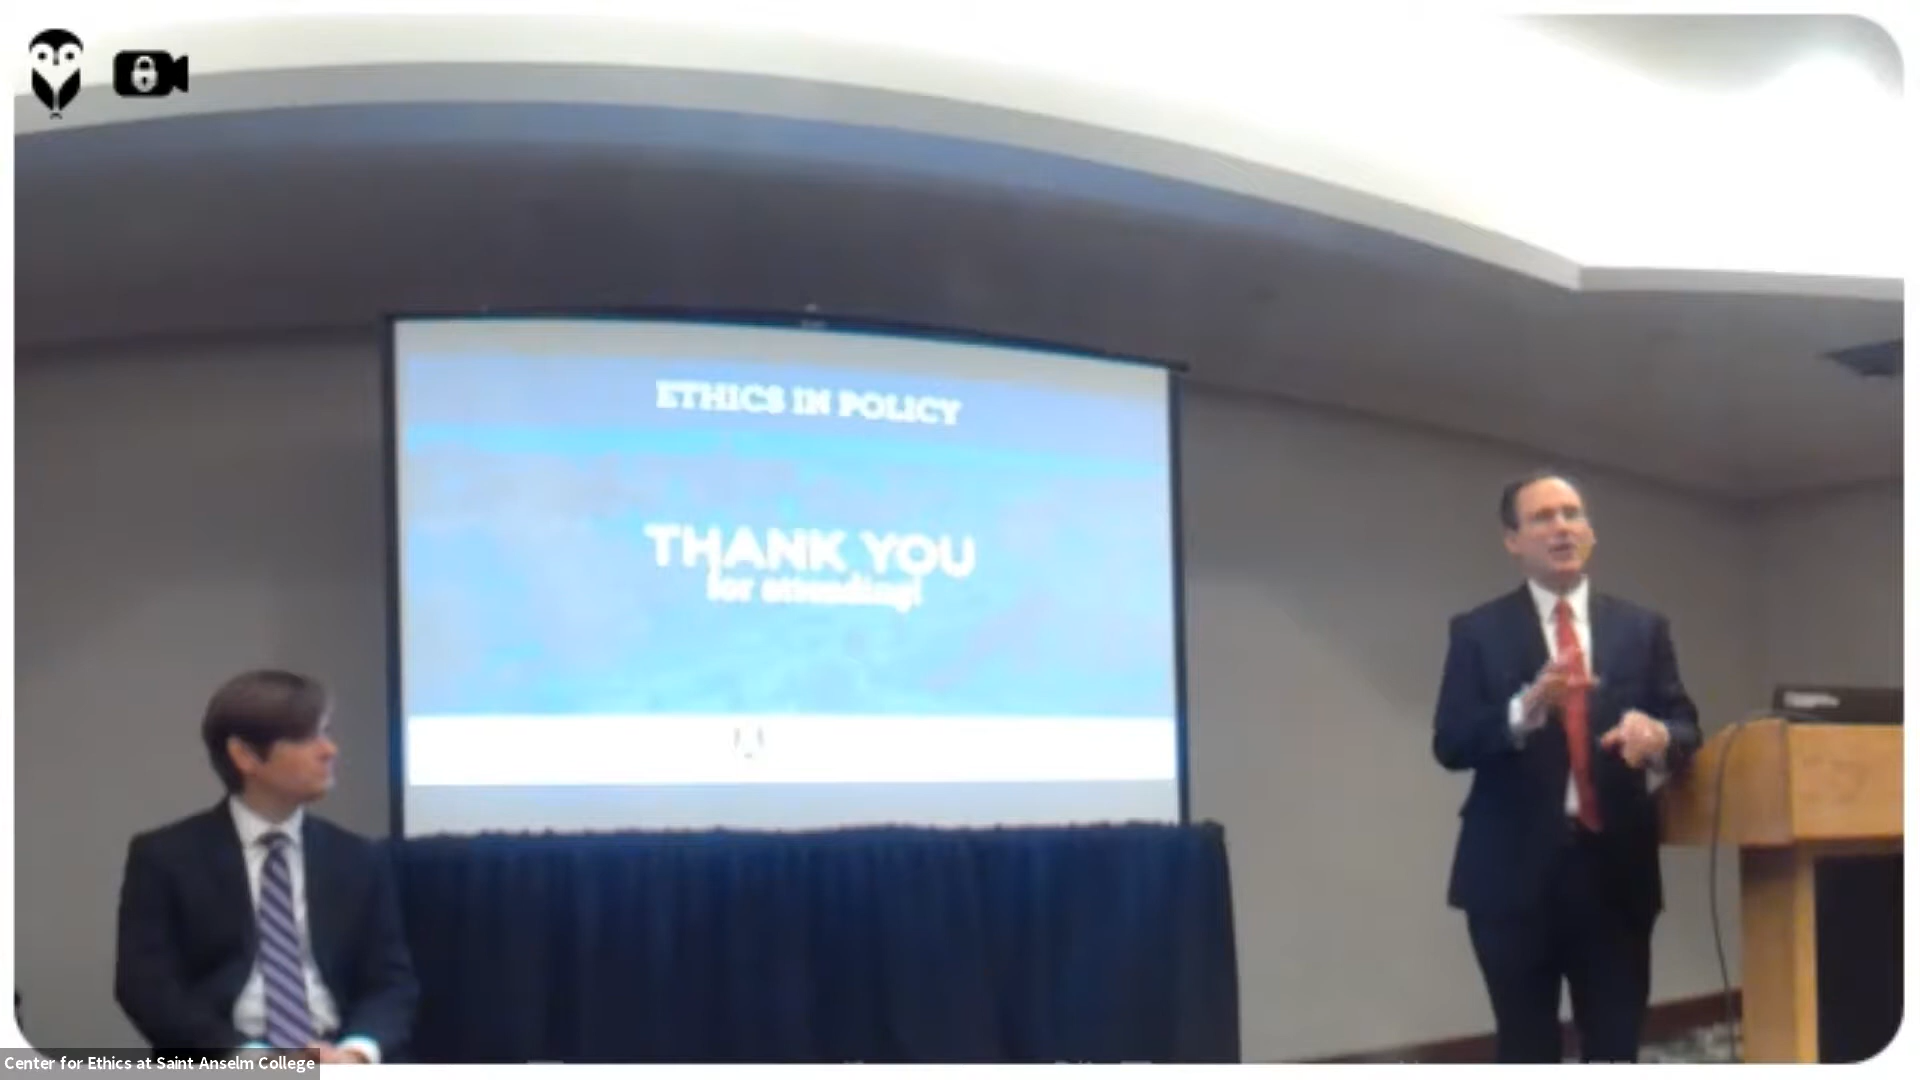 ETHICS IN POLICY
THANK YOU
for attending!
Center for Ethics at Saint Anselm College